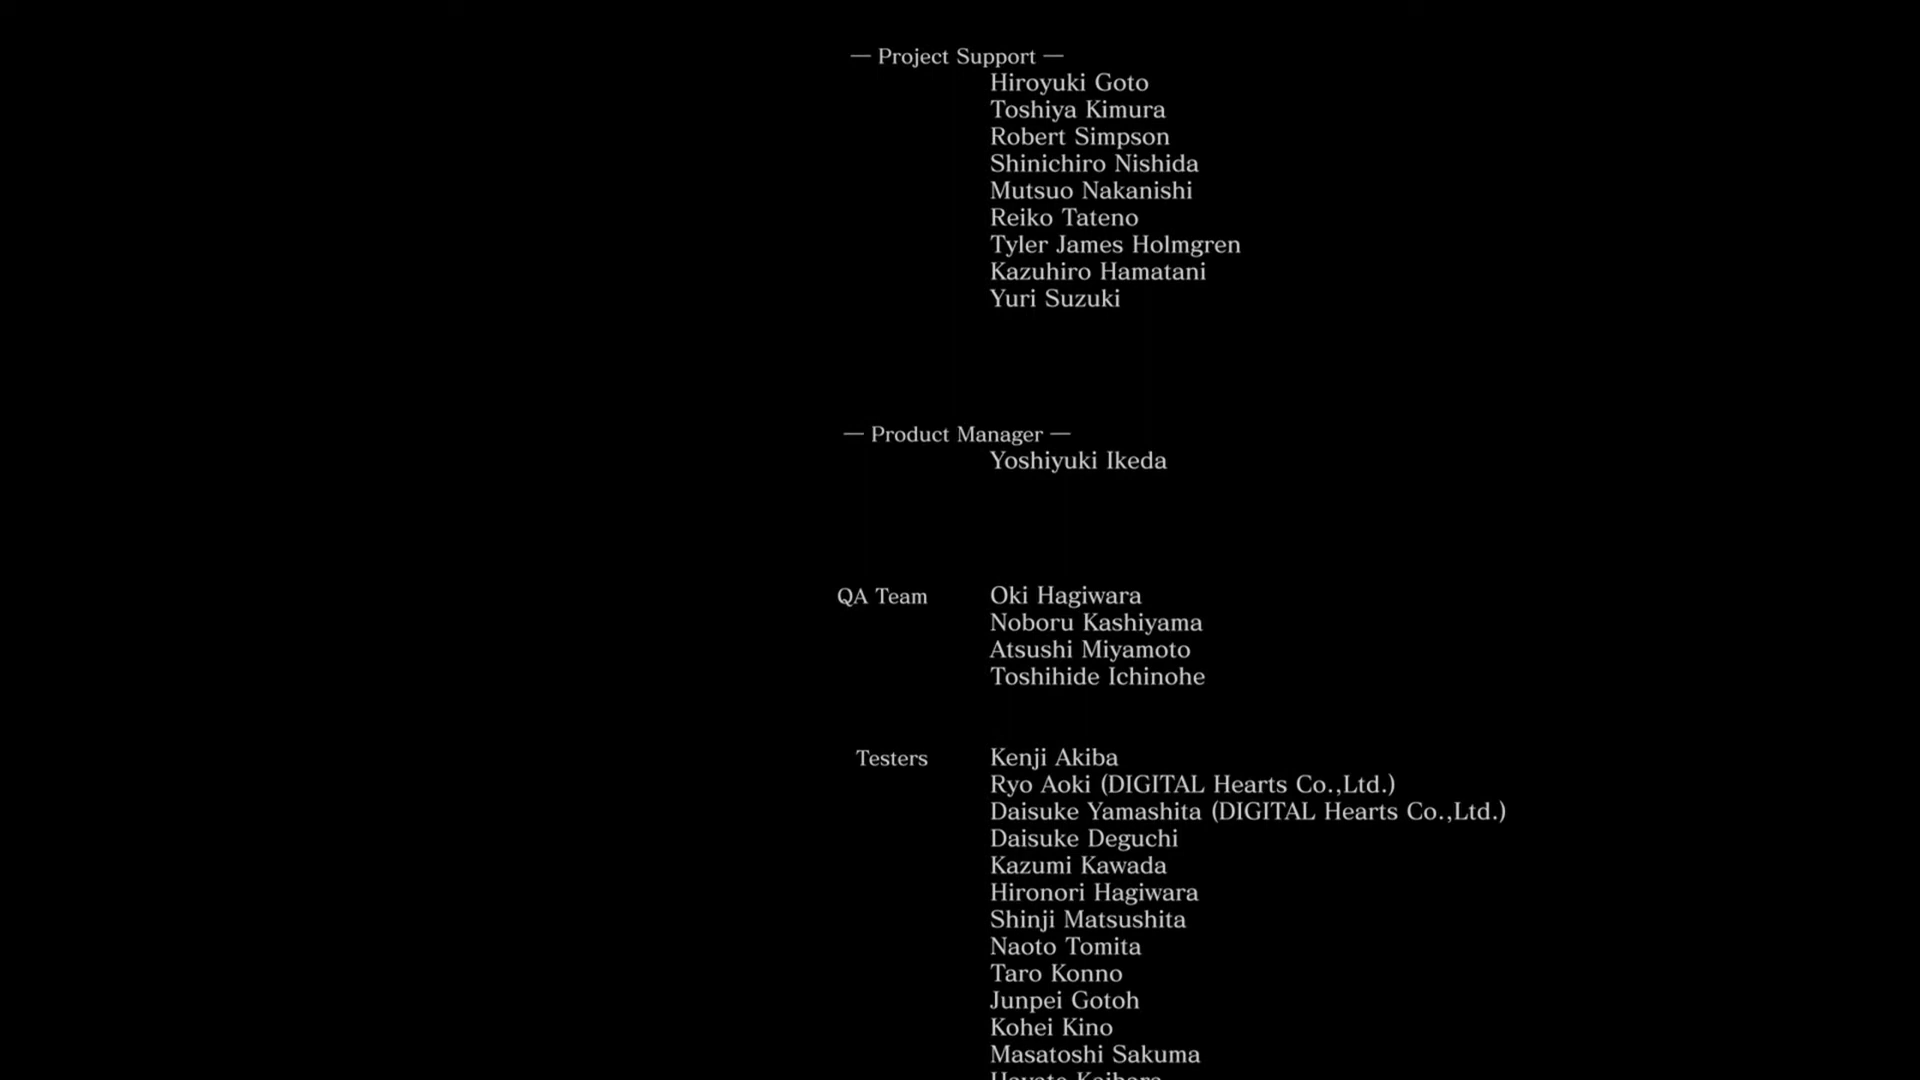 — Project Support —
Hiroyuki Goto
Toshiya Kimura
Robert Simpson
Shinichiro Nishida
Mutsuo Nakanishi
Reiko Tateno
Tyler James Holmgren
Kazuhiro Hamatani
Yuri Suzuki
— Product Manager —
Yoshiyuki Ikeda
QA Team Oki Hagiwara
Noboru Kashiyama
Atsushi Miyamoto
Toshihide Ichinohe
Testers Kenji Akiba
Ryo Aoki (DIGITAL Hearts Co.,Ltd.)
Daisuke Yamashita (DIGITAL Hearts Co.,Ltd.)
Daisuke Deguchi
Kazumi Kawada
Hironori Hagiwara
Shinji Matsushita
Naoto Tomita
Taro Konno
Junpei Gotoh
Kohei Kino
Masatoshi Sakuma